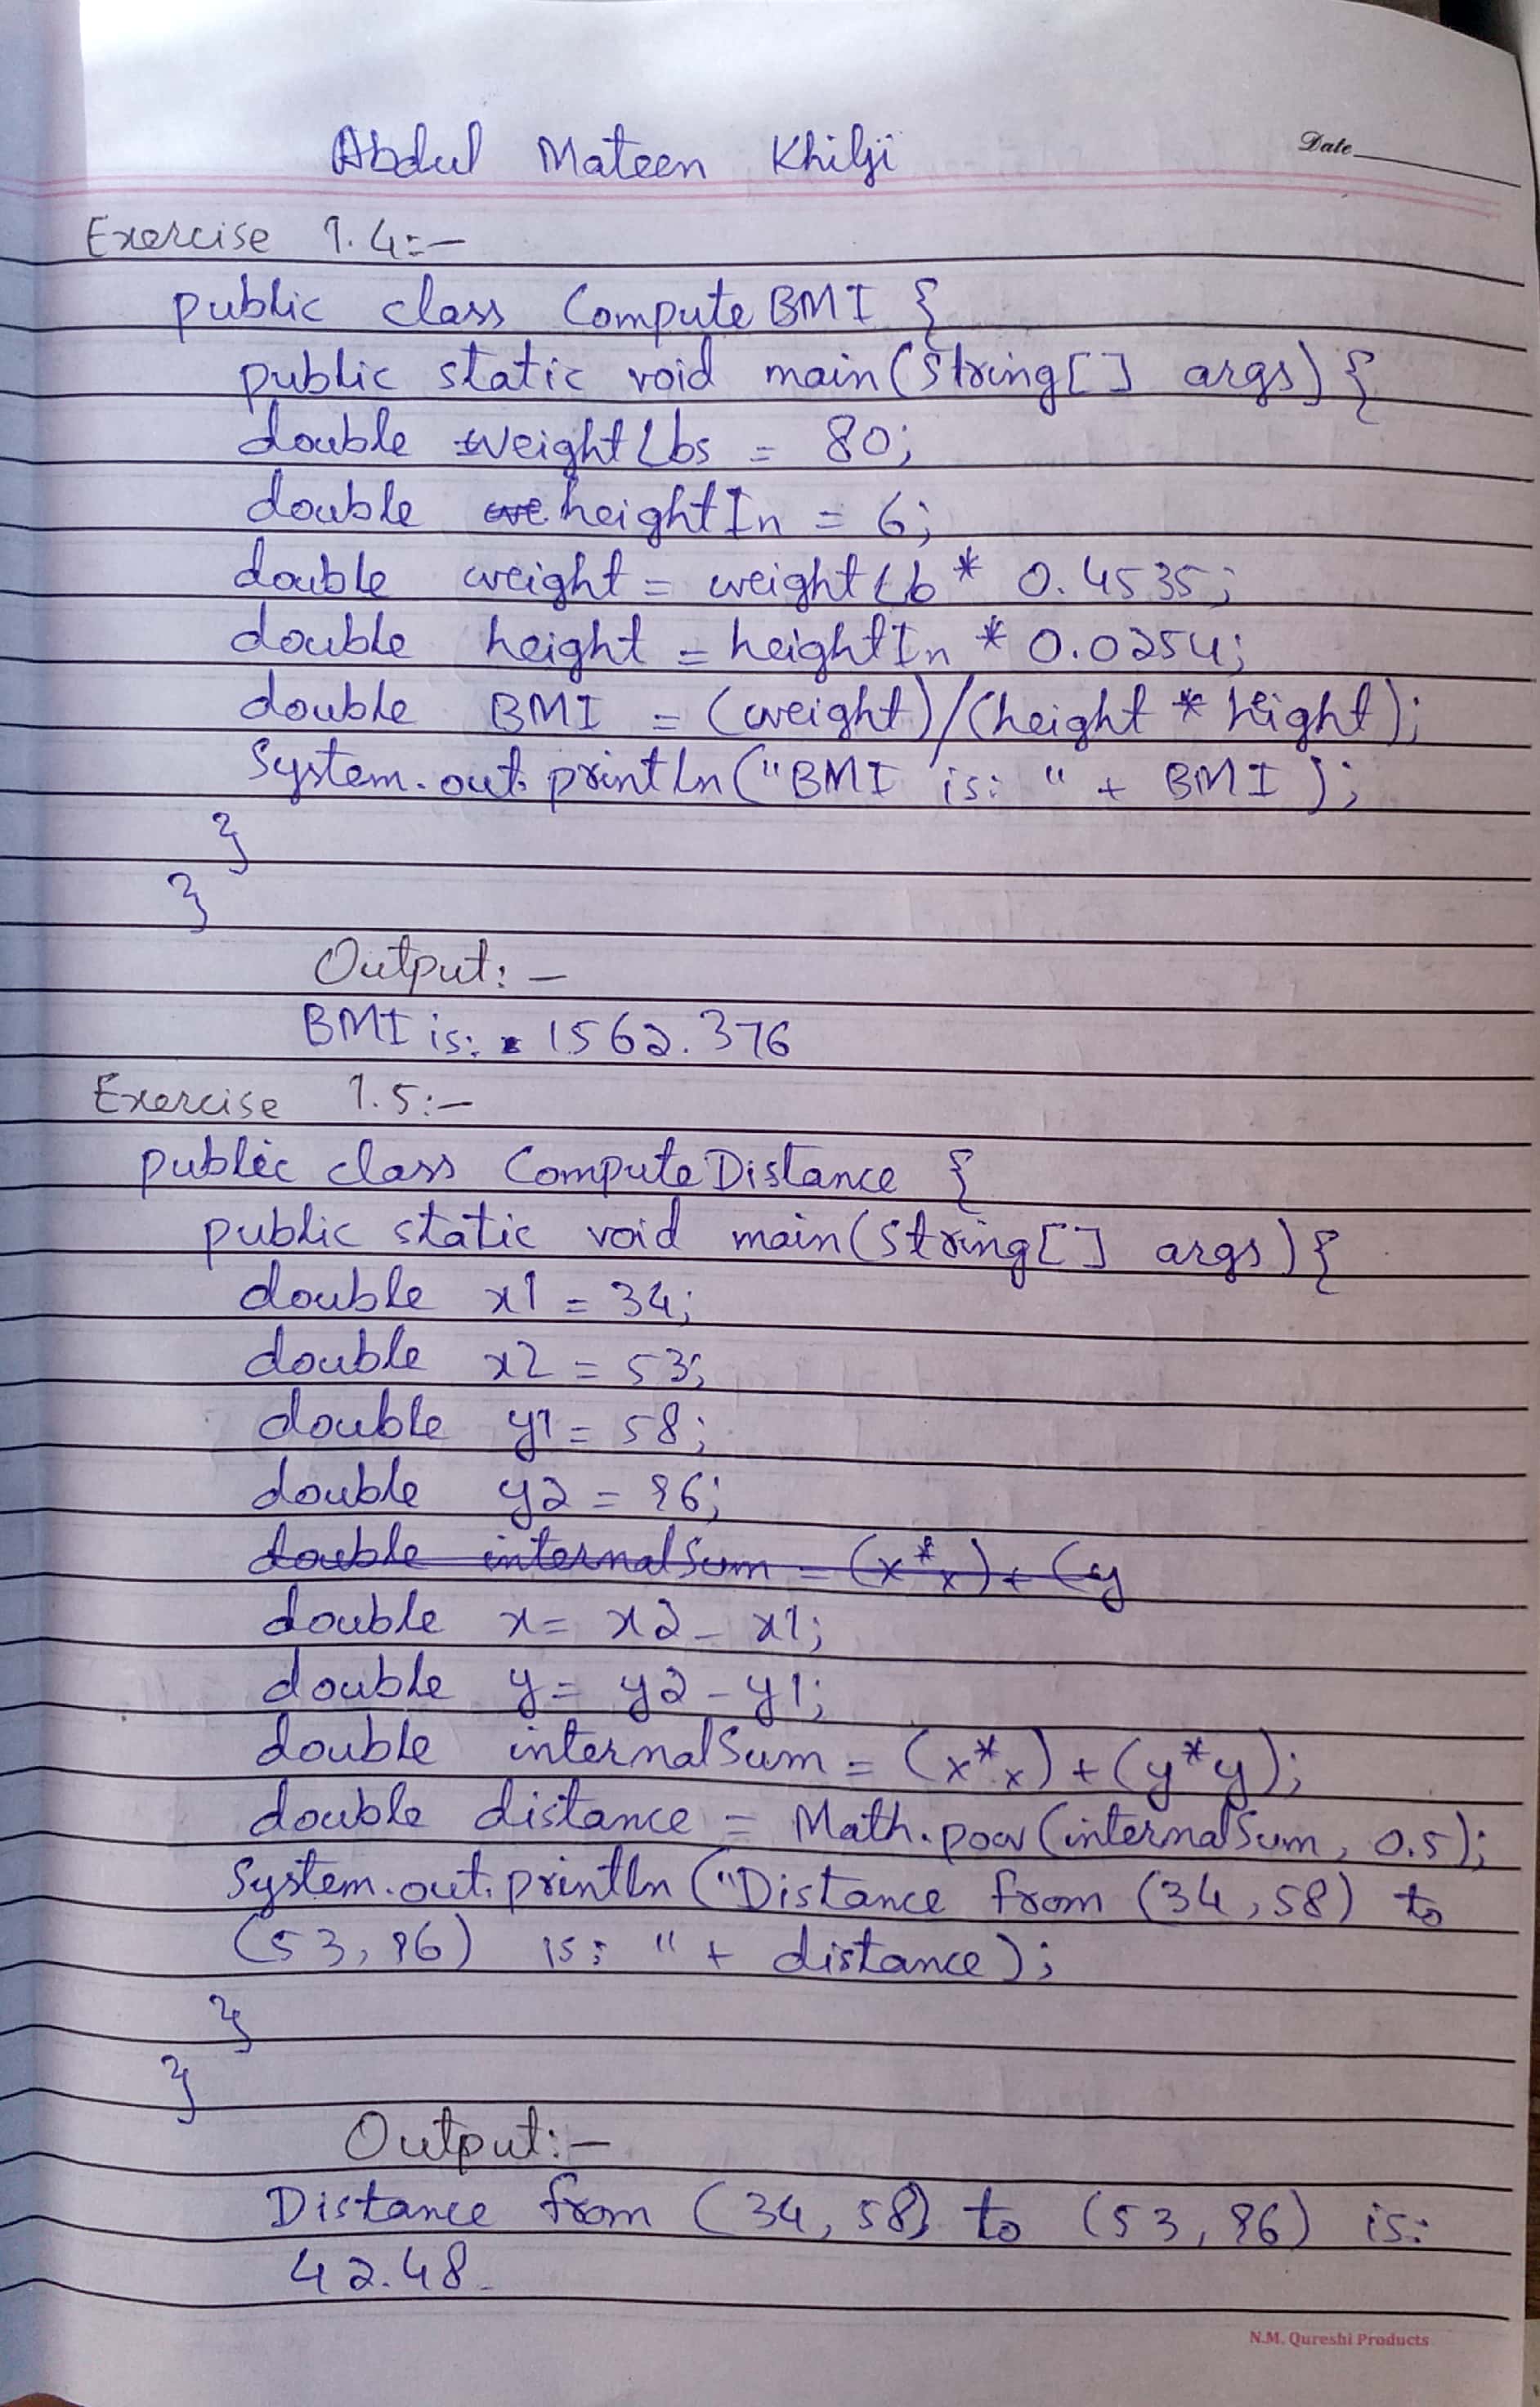 Abdul Mateen Khilji
Date
Exercise 1.4:-
public class ComputeBMI {
public static void main(String[] args) {
double weightLbs = 80;
double heightIn = 6;
double weight = weightLb * 0.4535;
double height = heightIn * 0.0254;
double BMI = (weight)/(height * hight);
System.out.println("BMI is: " + BMI);
}
}
Output:-
BMI is: 1562.376
Exercise 1.5:-
public class ComputeDistance {
public static void main(String[] args) {
double x1 = 34;
double x2 = 53;
double y1 = 58;
double y2 = 96;
double internalSum = (x*x) + (y
double x = x2 - x1;
double y = y2 - y1;
double internalSum = (x*x) + (y*y);
double distance = Math.pow(internalSum, 0.5);
System.out.println("Distance from (34,58) to
(53,96) is: " + distance);
}
}
Output:-
Distance from (34,58) to (53,96) is:
42.48
N.M. Qureshi Products